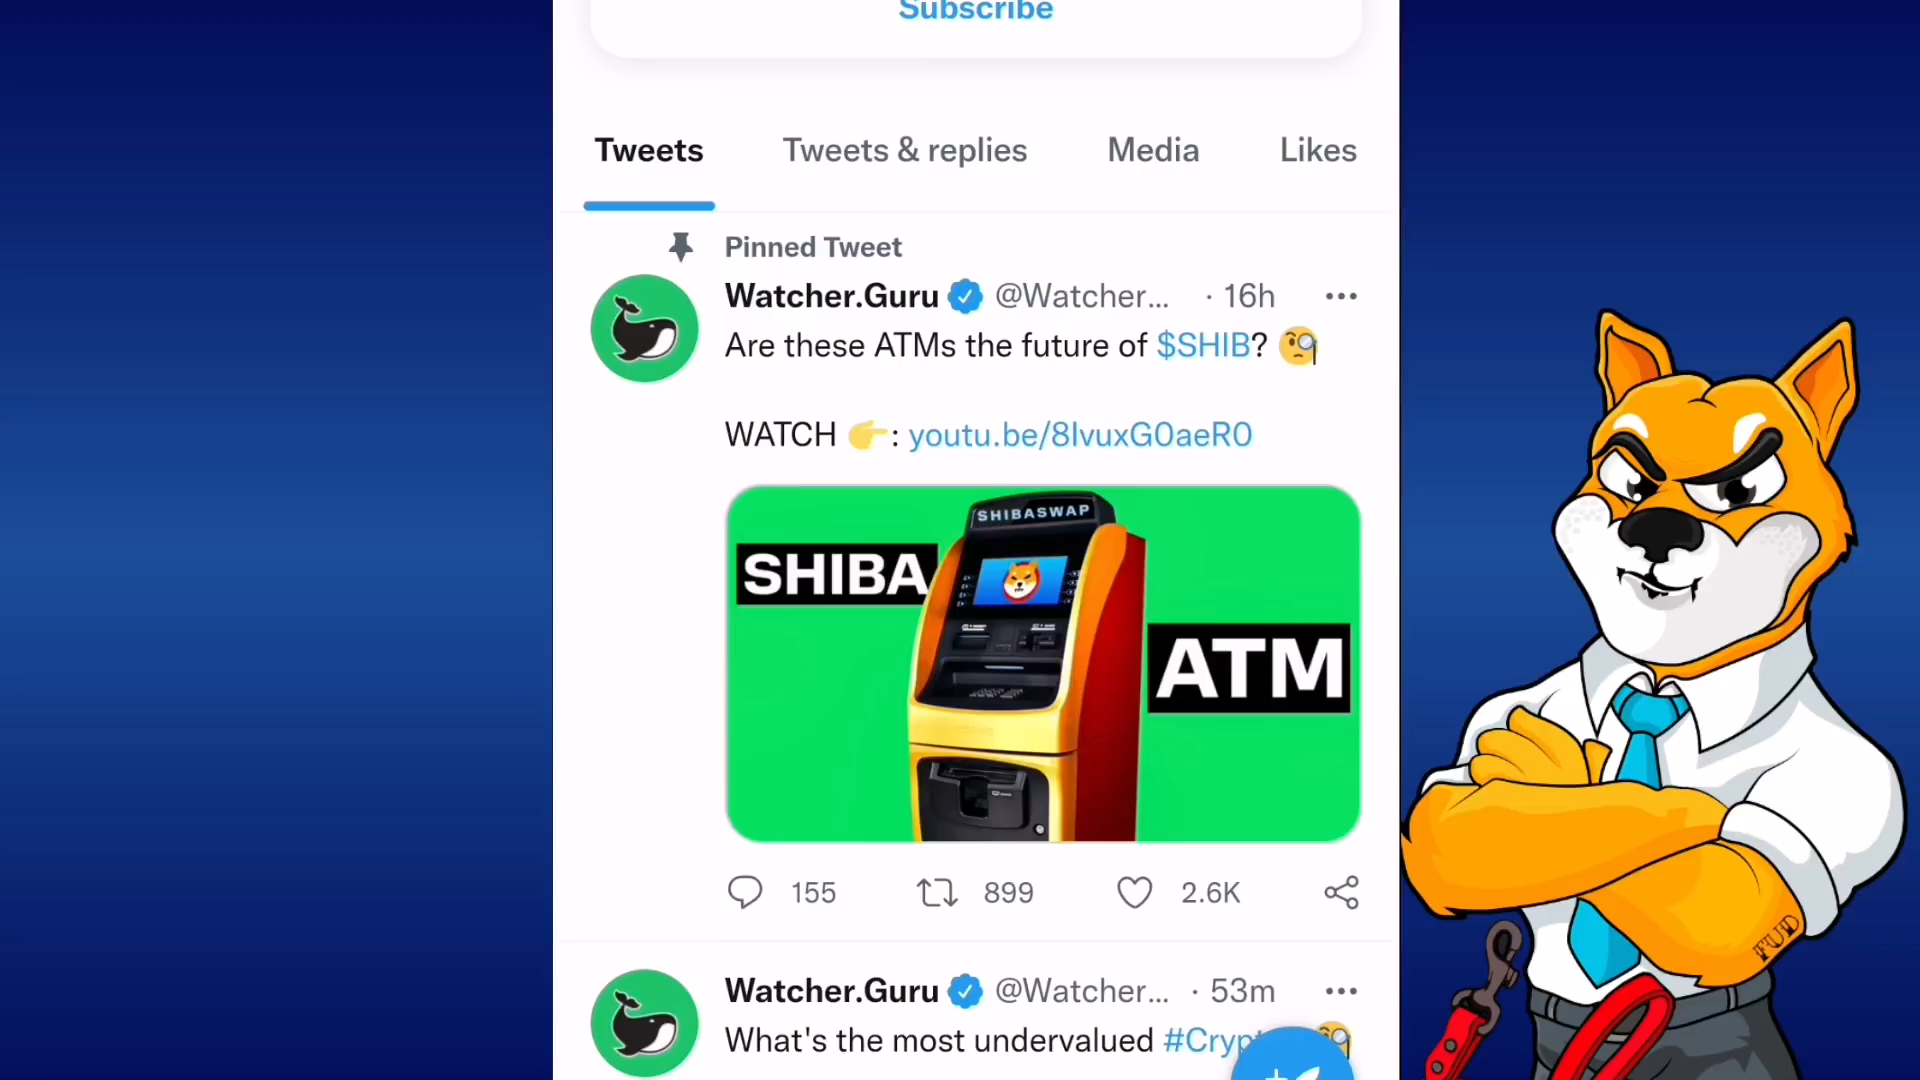 Subscribe
Tweets Tweets & replies Media Likes
Pinned Tweet
Watcher.Guru @Watcher... · 16h
Are these ATMs the future of $SHIB? 🧐
WATCH 👉: youtu.be/8lvuxG0aeR0
SHIBASWAP
SHIBA
ATM
155 899 2.6K
Watcher.Guru @Watcher... · 53m
What's the most undervalued
FUD